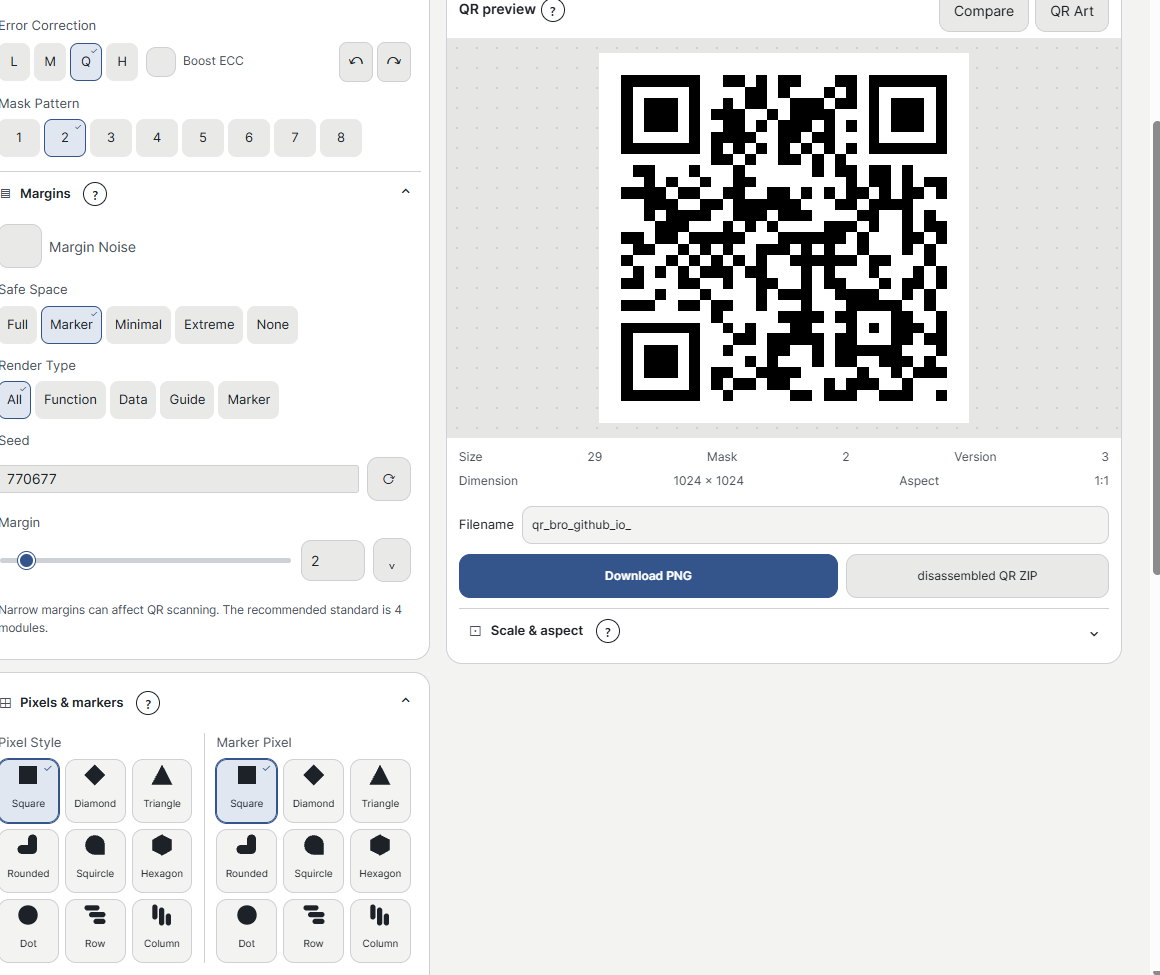 Error Correction
L M Q H Boost ECC
Mask Pattern
1 2 3 4 5 6 7 8
Margins ?
Margin Noise
Safe Space
Full Marker Minimal Extreme None
Render Type
All Function Data Guide Marker
Seed
770677
Margin
2
Narrow margins can affect QR scanning. The recommended standard is 4
modules.
Pixels & markers ?
Pixel Style
Square Diamond Triangle
Rounded Squircle Hexagon
Dot Row Column
Marker Pixel
Square Diamond Triangle
Rounded Squircle Hexagon
Dot Row Column
QR preview ? Compare QR Art
Size 29 Mask 2 Version 3
Dimension 1024 × 1024 Aspect 1:1
Filename qr_bro_github_io_
Download PNG disassembled QR ZIP
Scale & aspect ?